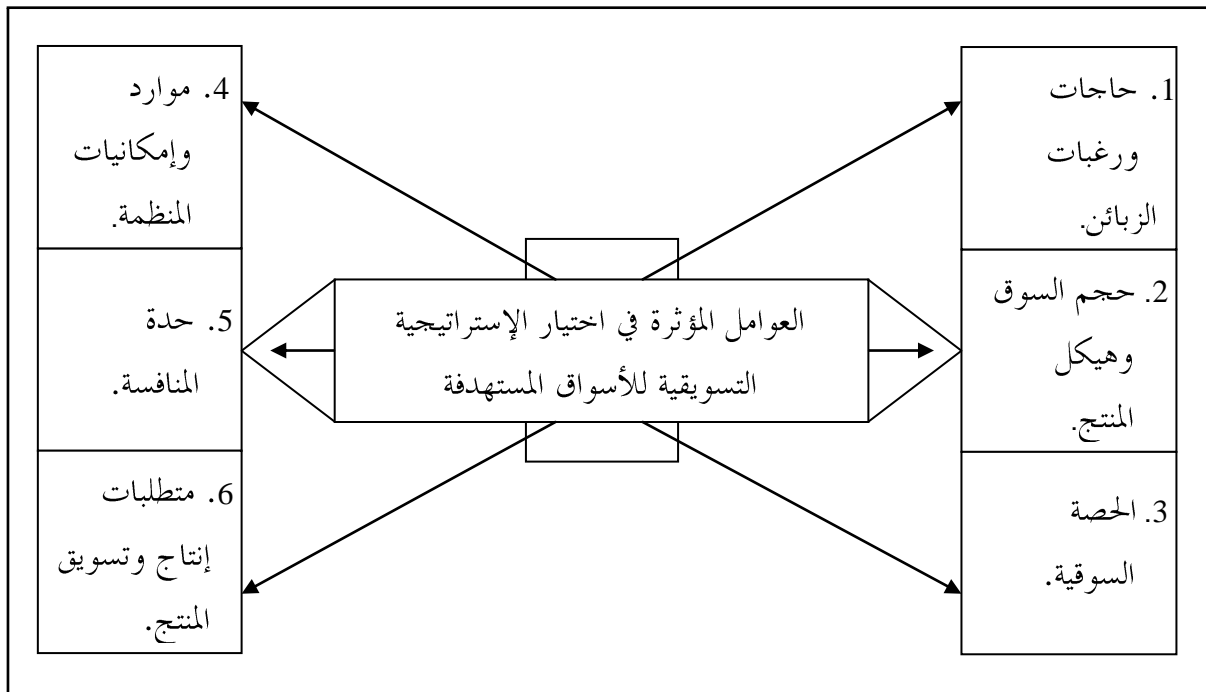 1. حاجات
ورغبات
الزبائن.
2. حجم السوق
وهيكل
المنتج.
3. الحصة
السوقية.
العوامل المؤثرة في اختيار الإستراتيجية
التسويقية للأسواق المستهدفة
4. موارد
وإمكانيات
المنظمة.
5. حدة
المنافسة.
6. متطلبات
إنتاج وتسويق
المنتج.